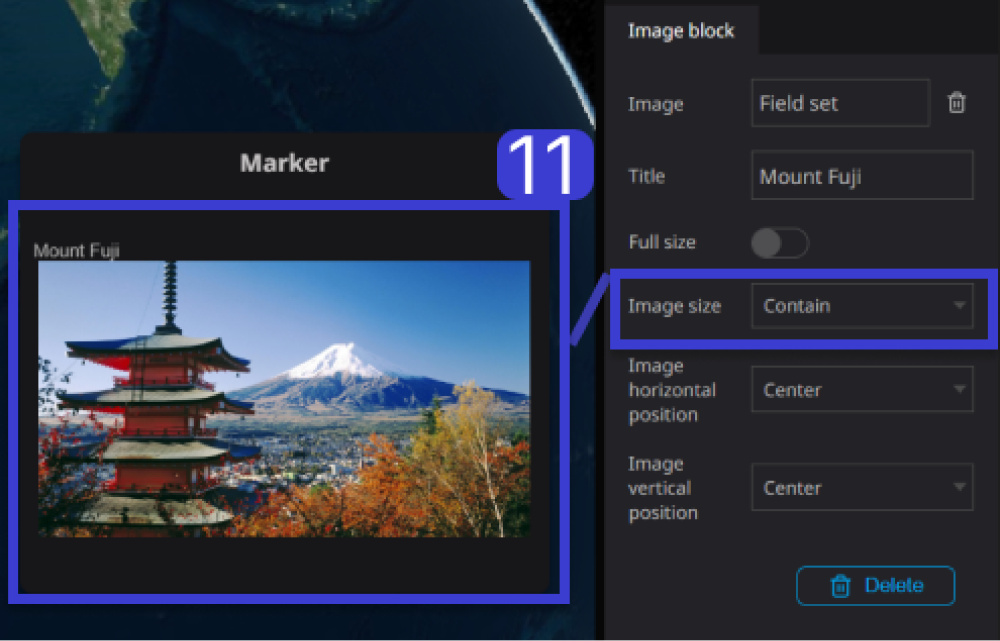 Image block
Image
Field set
Title
Mount Fuji
Full size
Image size
Contain
Image
horizontal
position
Center
Image
vertical
position
Center
Delete
Marker
11
Mount Fuji